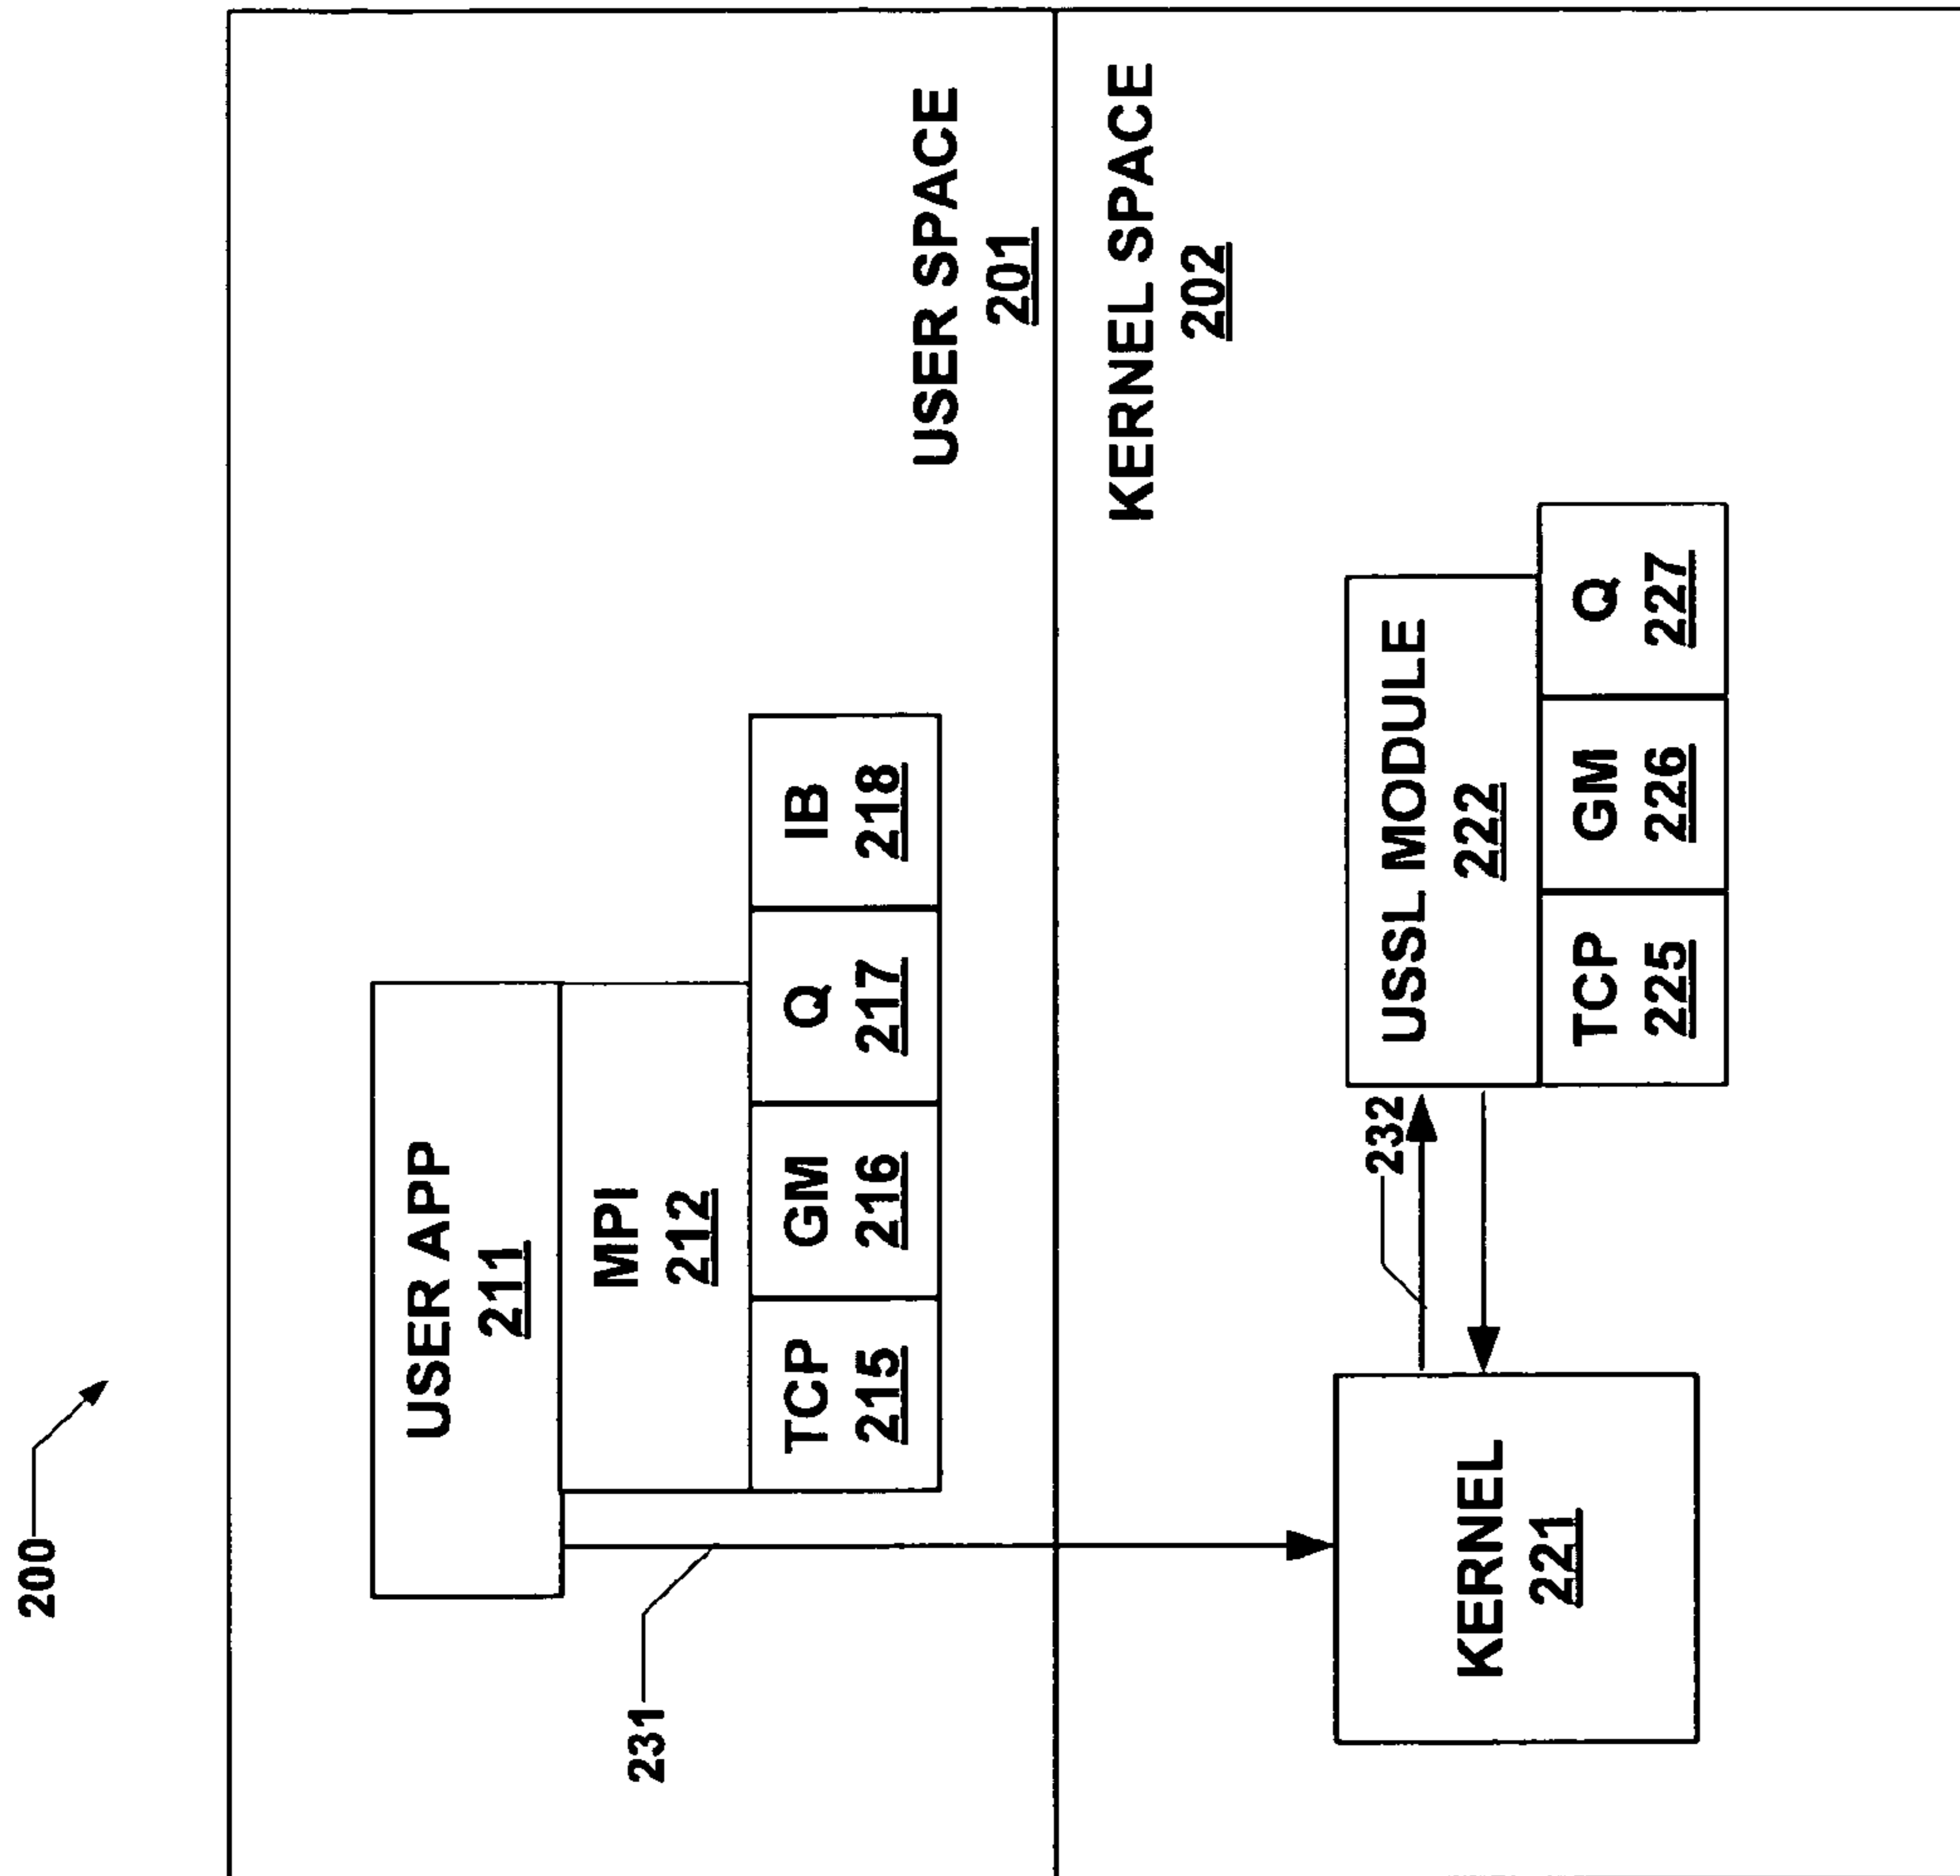 200
USER SPACE
201
USER APP
211
MPI
212
TCP
215
GM
216
Q
217
IB
218
231
KERNEL SPACE
202
232
USSL MODULE
222
TCP
225
GM
226
Q
227
KERNEL
221